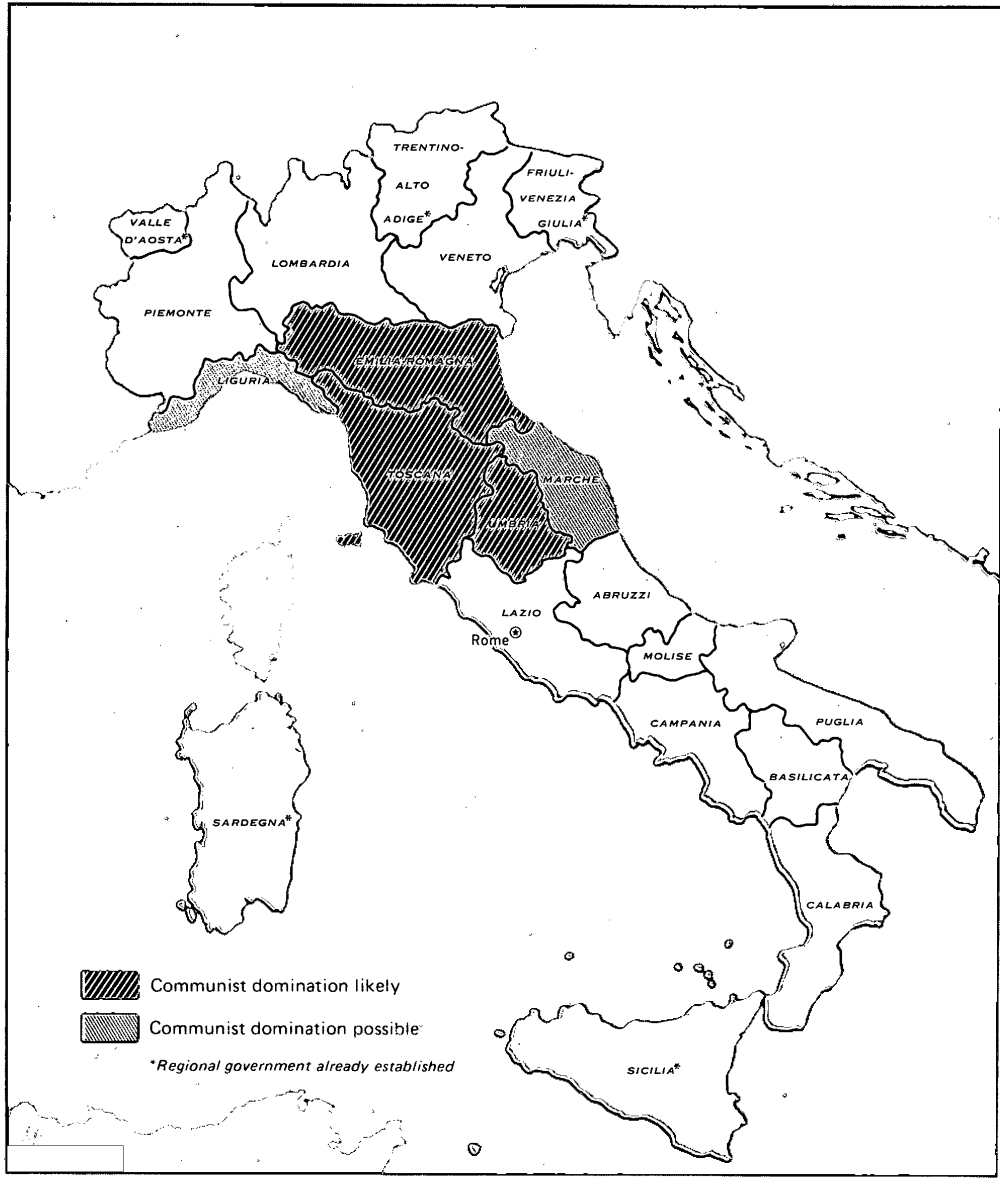 TRENTINO-
ALTO
ADIGE*
FRIULI-
VENEZIA
GIULIA*
VALLE
D'AOSTA*
LOMBARDIA
VENETO
PIEMONTE
EMILIA-ROMAGNA
LIGURIA
TOSCANA
MARCHE
UMBRIA
ABRUZZI
LAZIO
Rome
MOLISE
CAMPANIA
PUGLIA
BASILICATA
SARDEGNA*
CALABRIA
Communist domination likely
Communist domination possible
*Regional government already established
SICILIA*